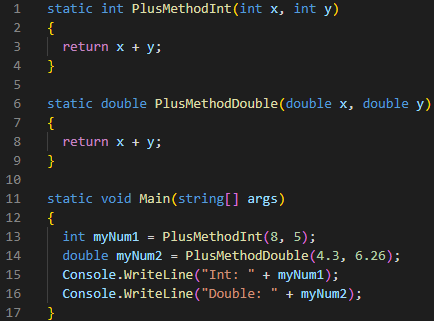 1 static int PlusMethodInt(int x, int y)
2 {
3   return x + y;
4 }
5
6 static double PlusMethodDouble(double x, double y)
7 {
8   return x + y;
9 }
10
11 static void Main(string[] args)
12 {
13   int myNum1 = PlusMethodInt(8, 5);
14   double myNum2 = PlusMethodDouble(4.3, 6.26);
15   Console.WriteLine("Int: " + myNum1);
16   Console.WriteLine("Double: " + myNum2);
17 }